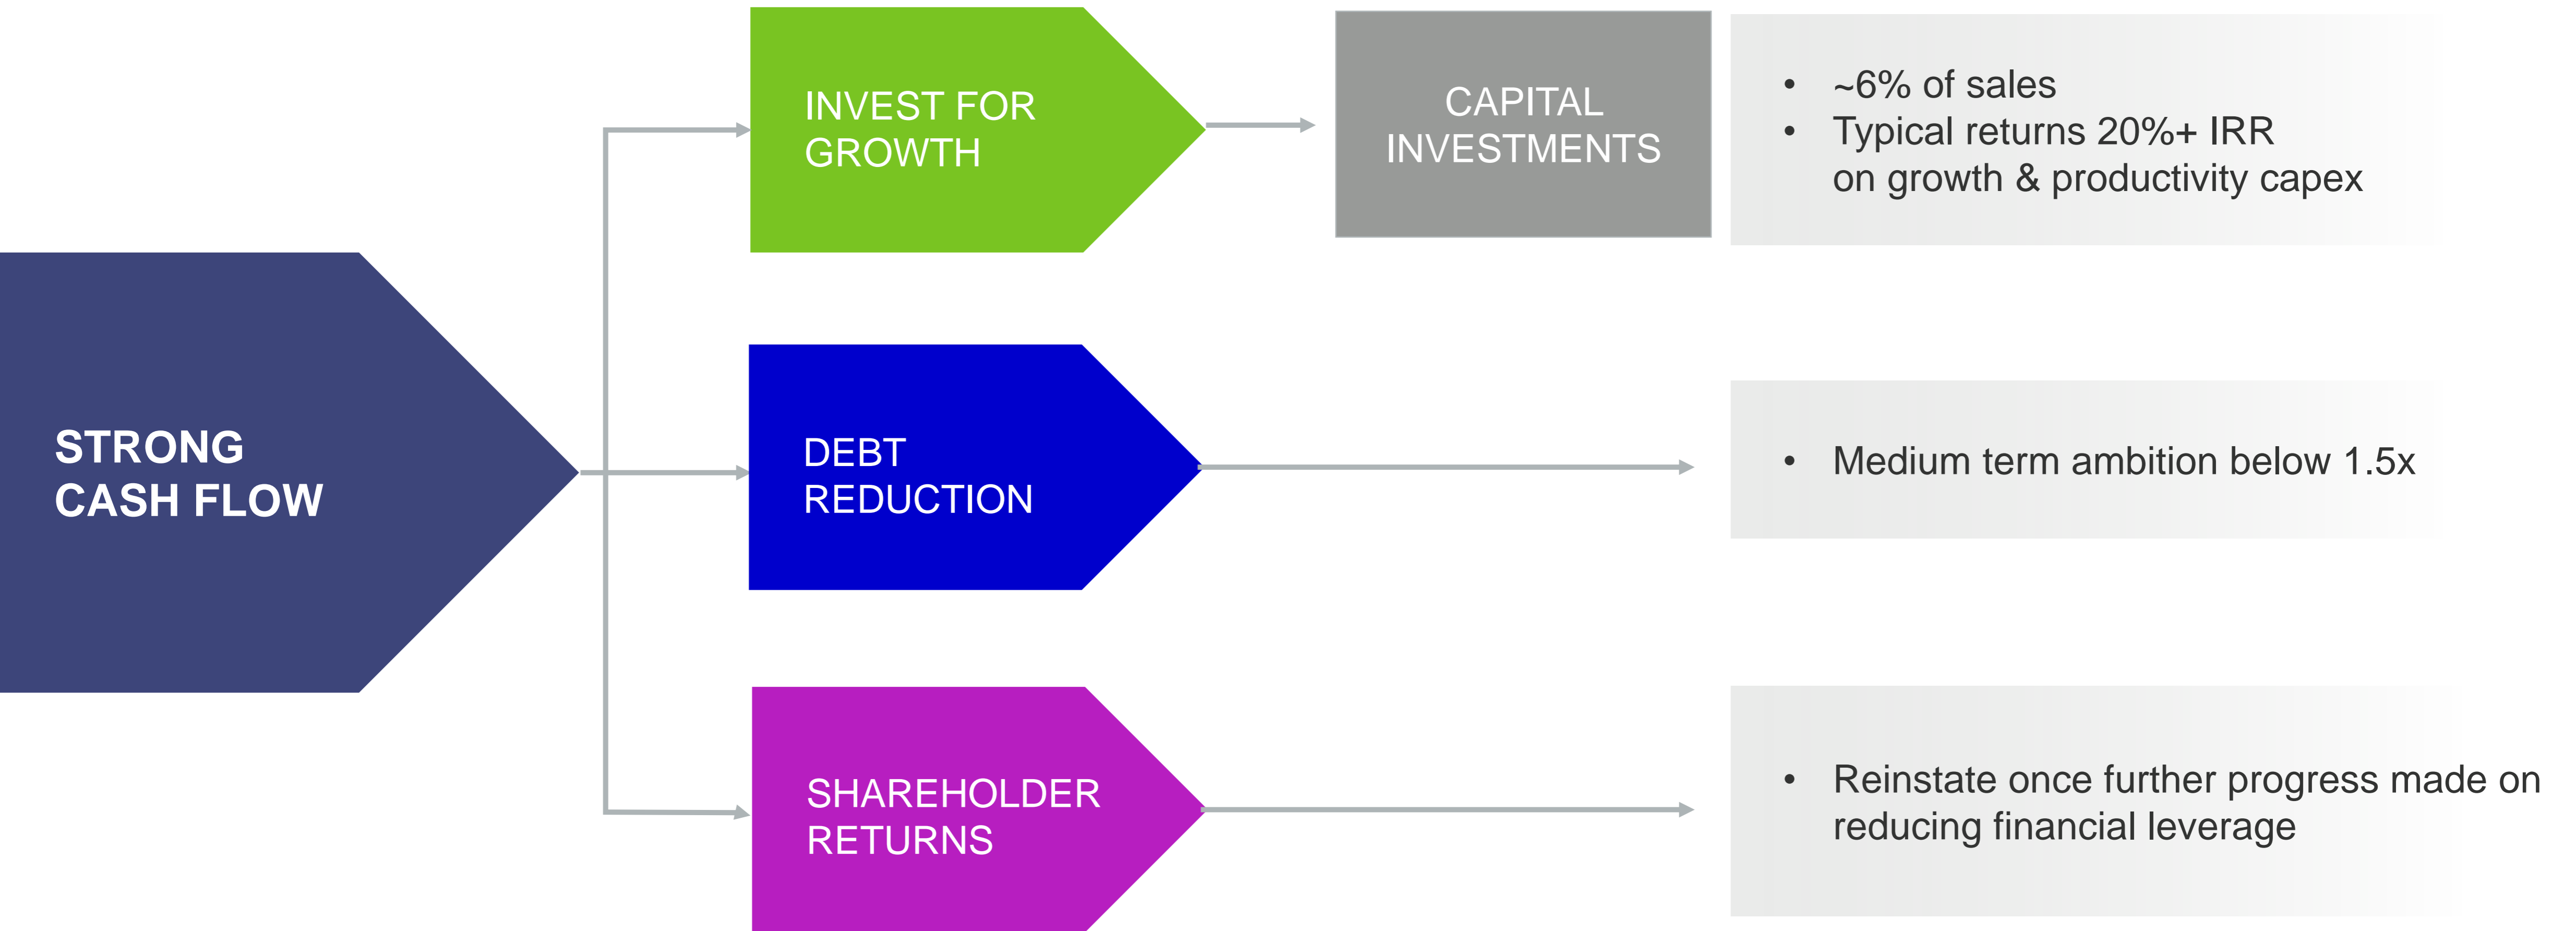 STRONG
CASH FLOW
INVEST FOR
GROWTH
CAPITAL
INVESTMENTS
• ~6% of sales
• Typical returns 20%+ IRR
on growth & productivity capex
DEBT
REDUCTION
• Medium term ambition below 1.5x
SHAREHOLDER
RETURNS
• Reinstate once further progress made on
reducing financial leverage